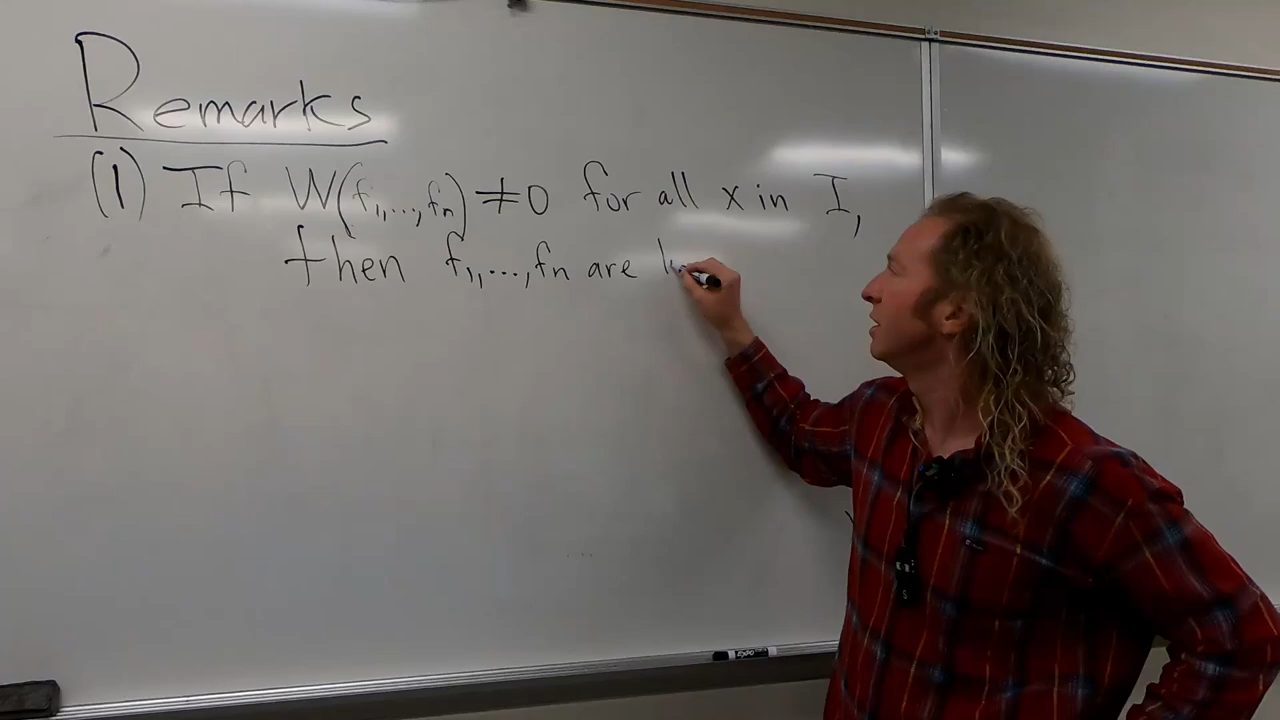 Remarks
(1) If W(f₁,...,fₙ) ≠ 0 for all x in I,
then f₁,...,fₙ are